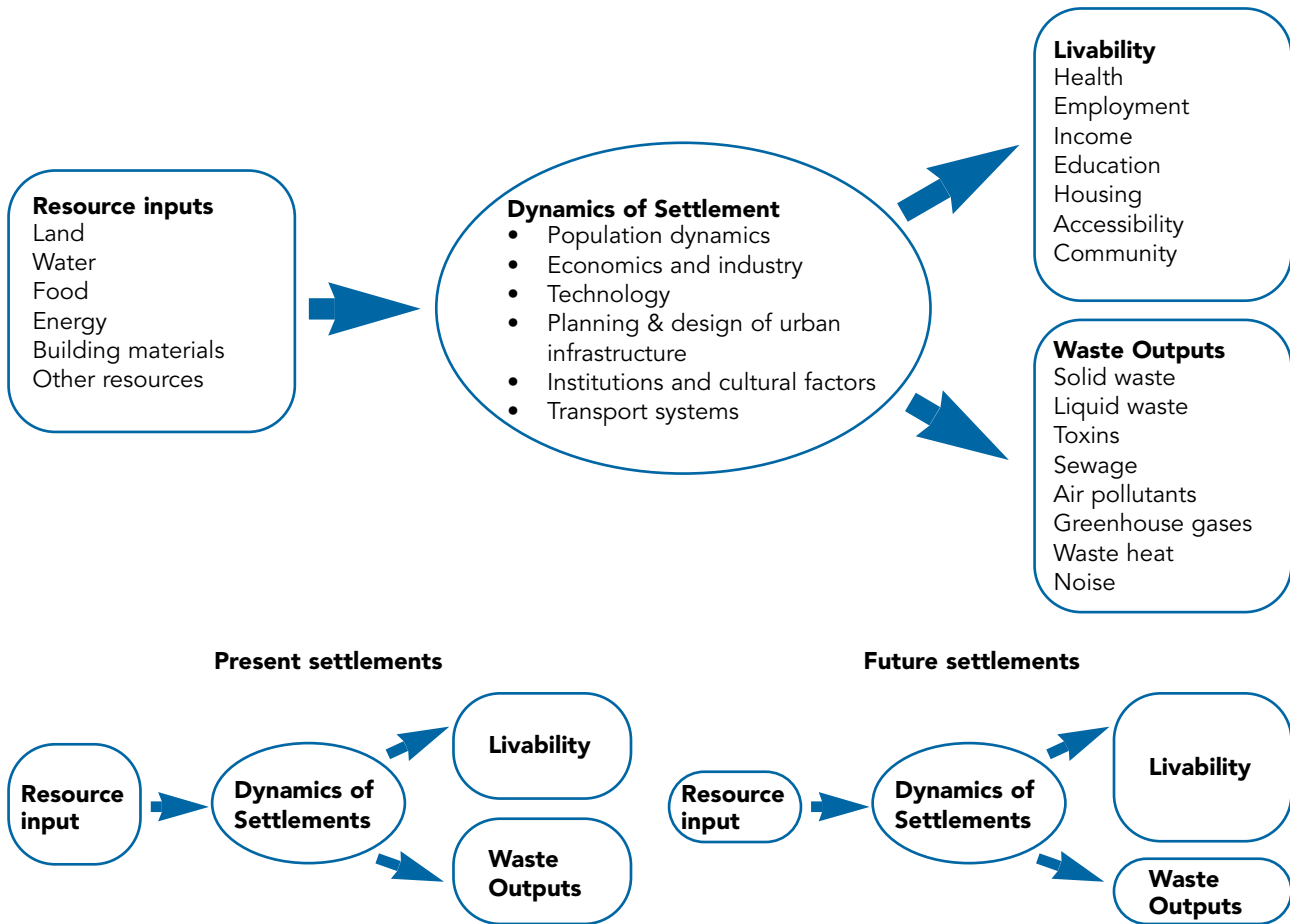 Resource inputs
Land
Water
Food
Energy
Building materials
Other resources
Dynamics of Settlement
• Population dynamics
• Economics and industry
• Technology
• Planning & design of urban
infrastructure
• Institutions and cultural factors
• Transport systems
Livability
Health
Employment
Income
Education
Housing
Accessibility
Community
Waste Outputs
Solid waste
Liquid waste
Toxins
Sewage
Air pollutants
Greenhouse gases
Waste heat
Noise
Present settlements
Resource
input
Dynamics of
Settlements
Livability
Waste
Outputs
Future settlements
Resource
input
Dynamics of
Settlements
Livability
Waste
Outputs